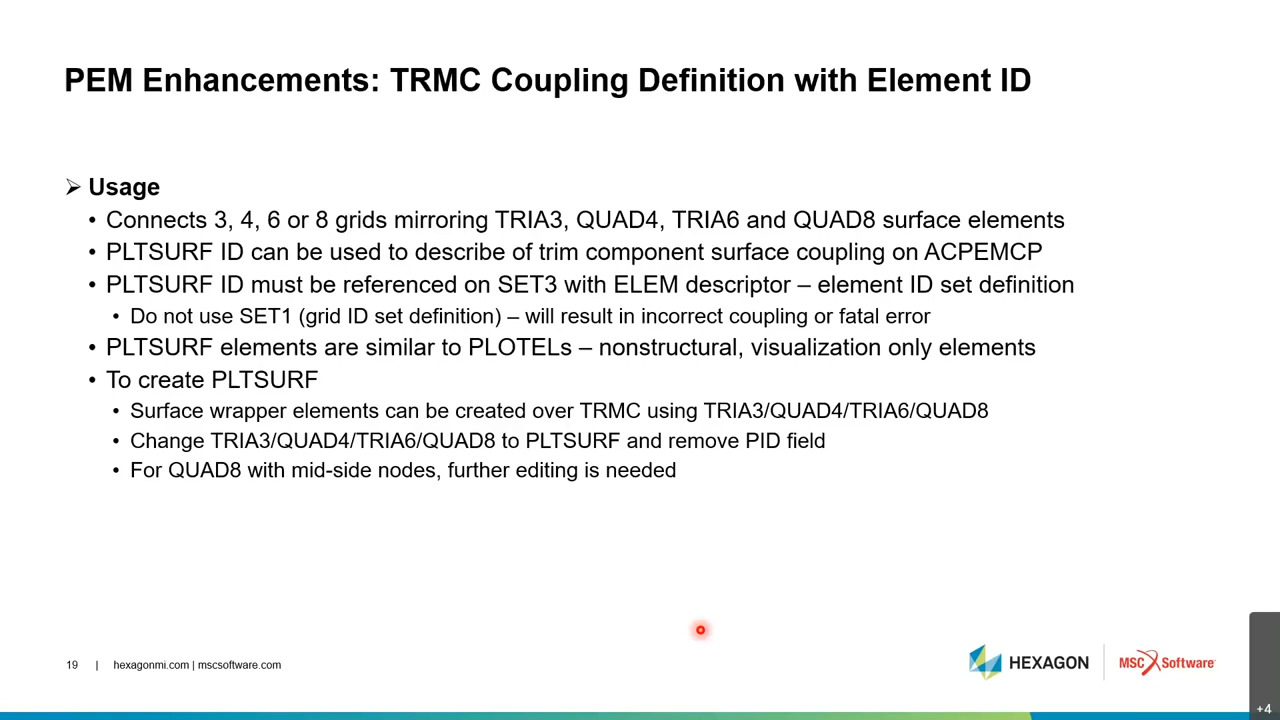 PEM Enhancements: TRMC Coupling Definition with Element ID
➢ Usage
• Connects 3, 4, 6 or 8 grids mirroring TRIA3, QUAD4, TRIA6 and QUAD8 surface elements
• PLTSURF ID can be used to describe of trim component surface coupling on ACPEMCP
• PLTSURF ID must be referenced on SET3 with ELEM descriptor – element ID set definition
• Do not use SET1 (grid ID set definition) – will result in incorrect coupling or fatal error
• PLTSURF elements are similar to PLOTELs – nonstructural, visualization only elements
• To create PLTSURF
• Surface wrapper elements can be created over TRMC using TRIA3/QUAD4/TRIA6/QUAD8
• Change TRIA3/QUAD4/TRIA6/QUAD8 to PLTSURF and remove PID field
• For QUAD8 with mid-side nodes, further editing is needed
19 | hexagonmi.com | mscsoftware.com
HEXAGON
MSC Software
+4